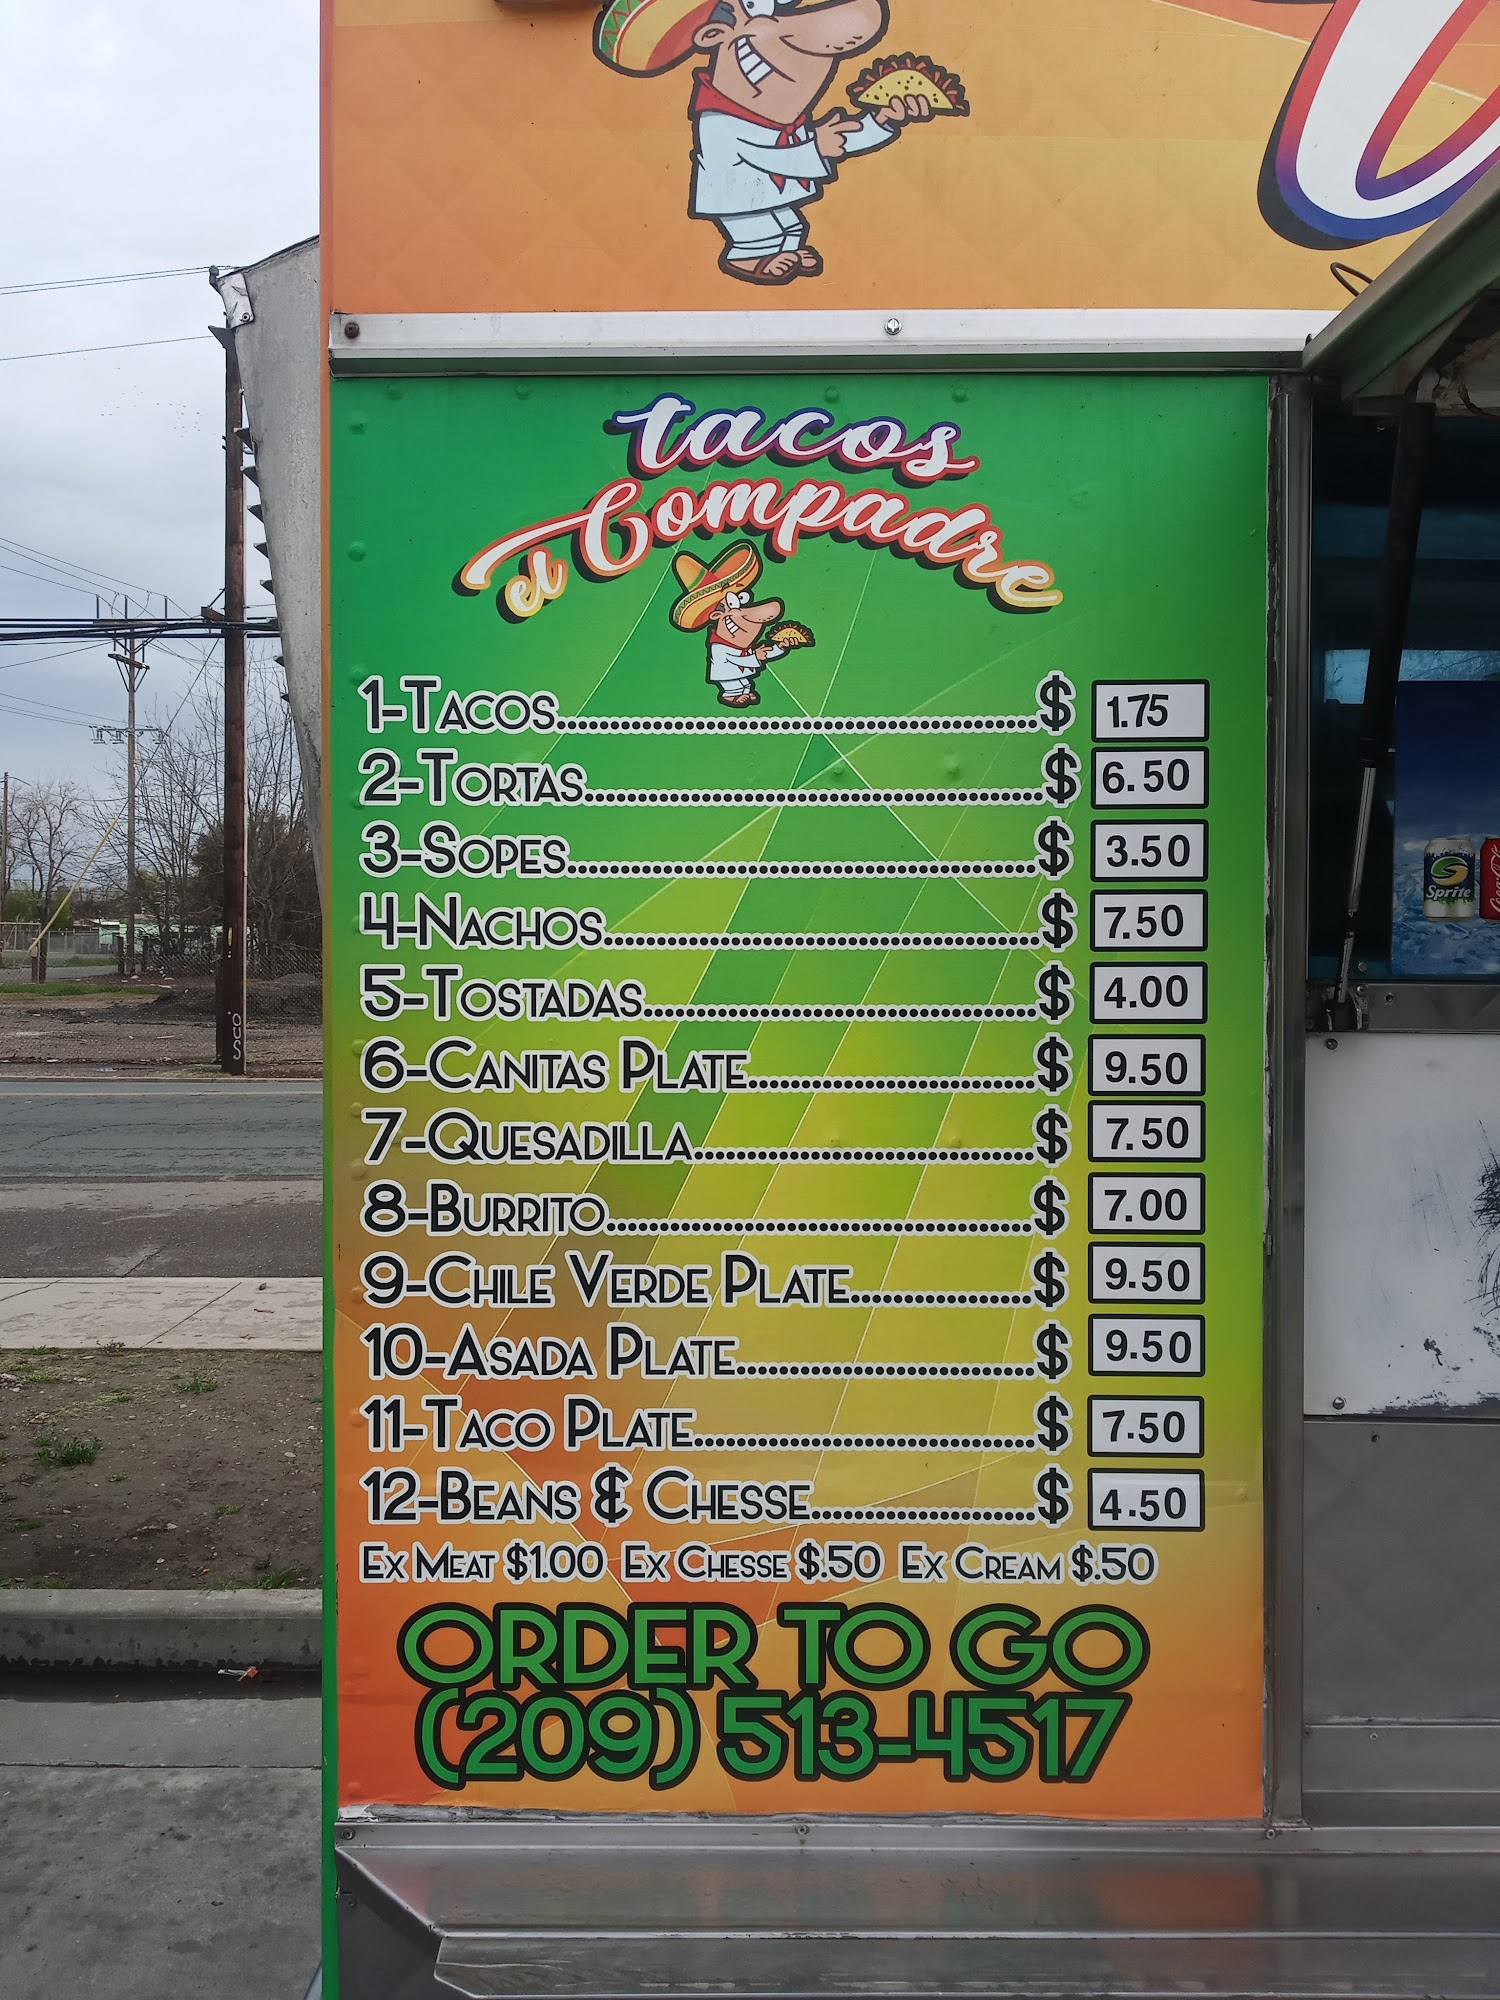 tacos
el Compadre
1-Tacos........................................$ 1.75
2-Tortas........................................$ 6.50
3-Sopes........................................$ 3.50
4-Nachos........................................$ 7.50
5-Tostadas........................................$ 4.00
6-Canitas Plate........................................$ 9.50
7-Quesadilla........................................$ 7.50
8-Burrito........................................$ 7.00
9-Chile Verde Plate........................................$ 9.50
10-Asada Plate........................................$ 9.50
11-Taco Plate........................................$ 7.50
12-Beans & Chesse........................................$ 4.50
Ex Meat $1.00 Ex Chesse $.50 Ex Cream $.50
ORDER TO GO
(209) 513-4517
Sprite